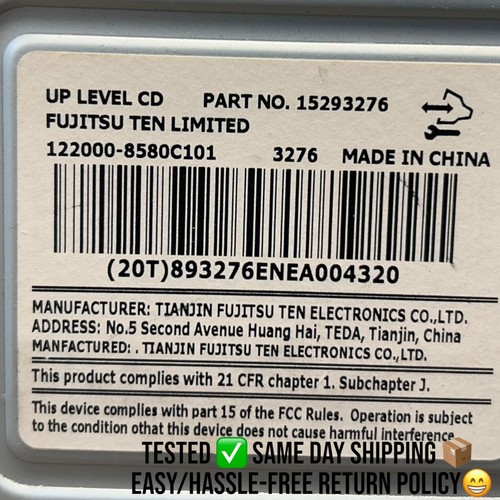 UP LEVEL CD PART NO. 15293276
FUJITSU TEN LIMITED
122000-8580C101 3276 MADE IN CHINA
(20T)893276ENEA004320
MANUFACTURER: TIANJIN FUJITSU TEN ELECTRONICS CO.,LTD.
ADDRESS: No.5 Second Avenue Huang Hai, TEDA, Tianjin, China
MANFACTURED: . TIANJIN FUJITSU TEN ELECTRONICS CO.,LTD.
This product complies with 21 CFR chapter 1. Subchapter J.
This device complies with part 15 of the FCC Rules. Operation is subject
to the condition othat this device does not cause harmful interference.
TESTED ✅ SAME DAY SHIPPING 📦
EASY/HASSLE-FREE RETURN POLICY😁